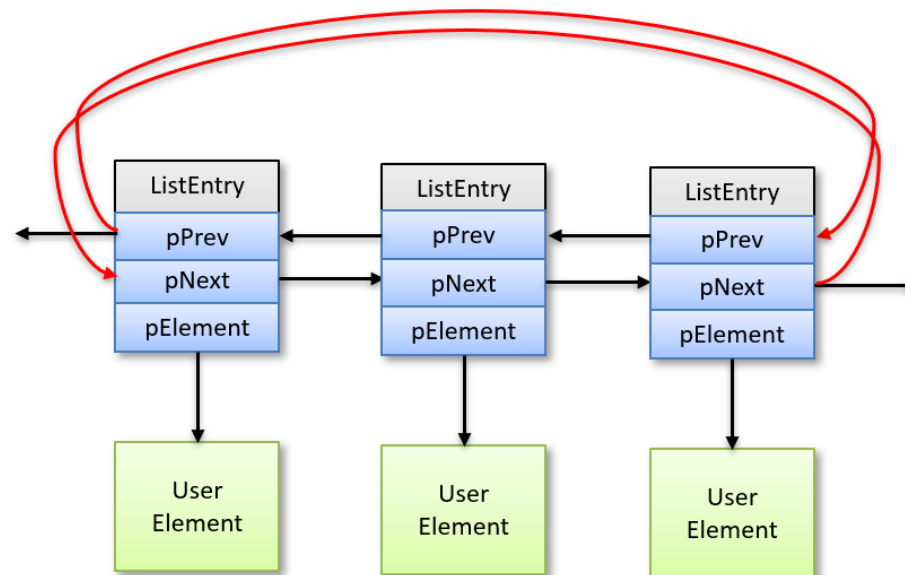 ListEntry
pPrev
pNext
pElement
User
Element
ListEntry
pPrev
pNext
pElement
User
Element
ListEntry
pPrev
pNext
pElement
User
Element